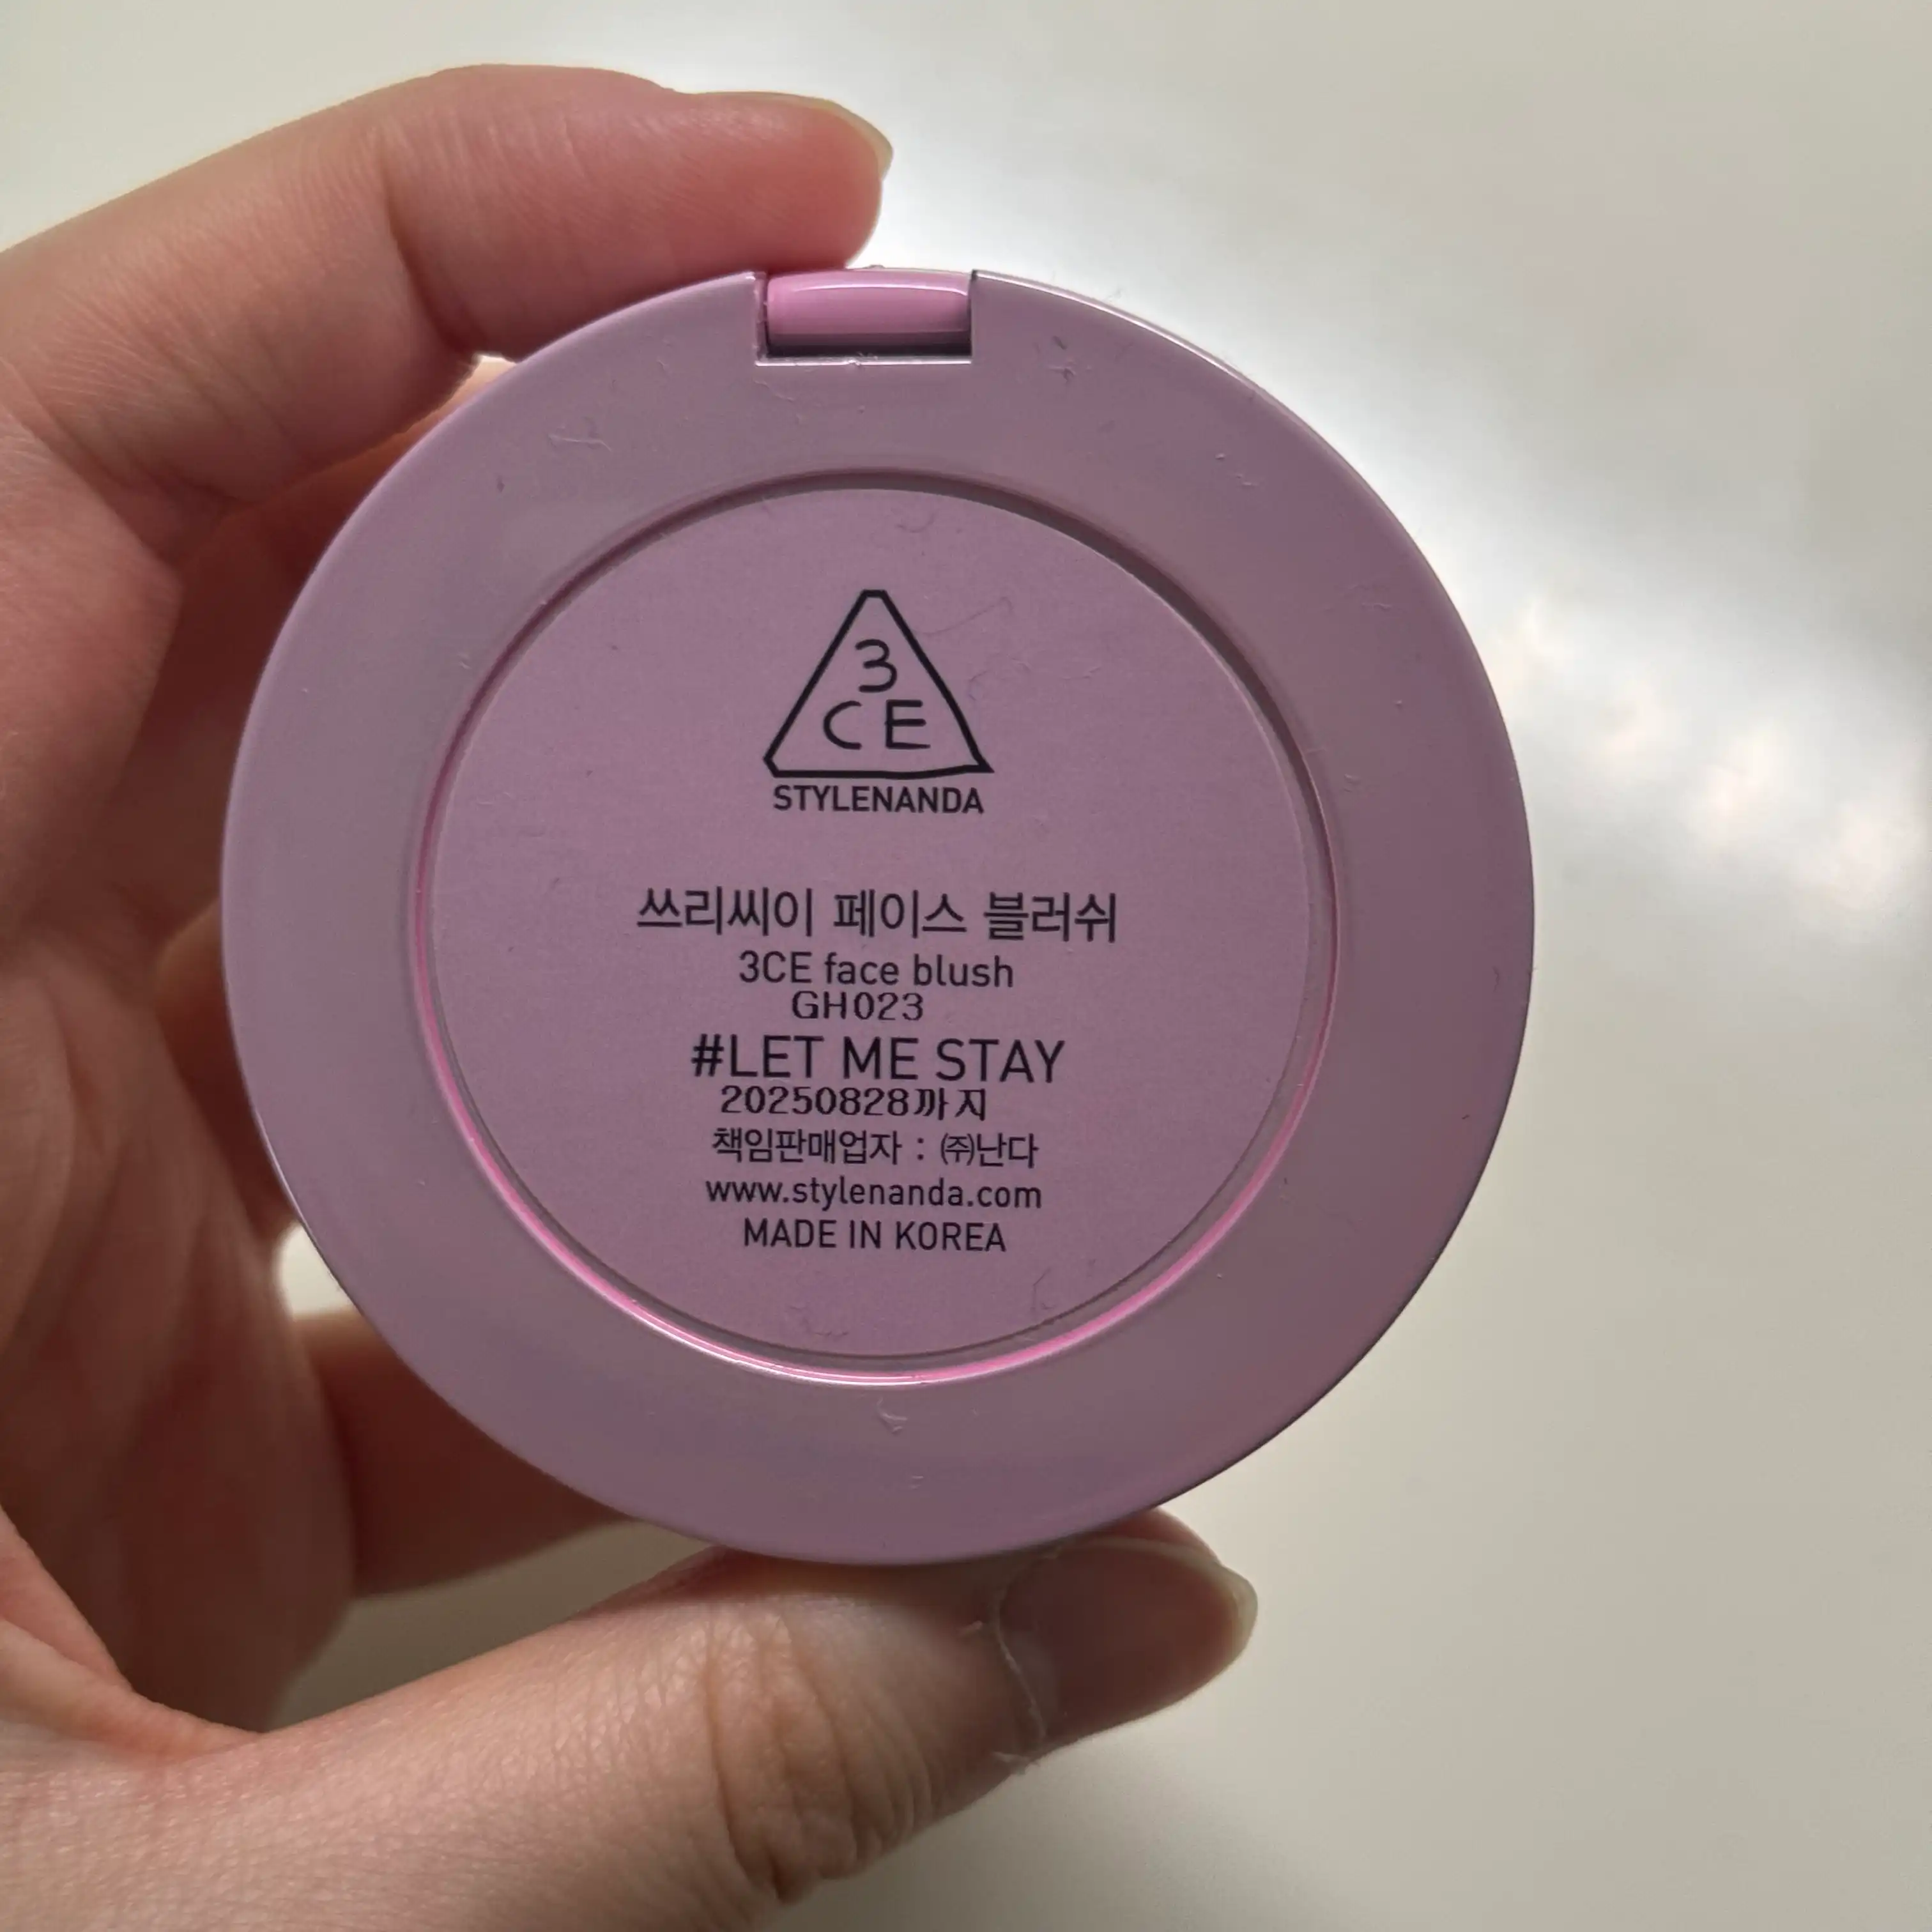 3
CE
STYLENANDA
쓰리씨이 페이스 블러쉬
3CE face blush
GH023
#LET ME STAY
20250828까지
책임판매업자 : ㈜난다
www.stylenanda.com
MADE IN KOREA